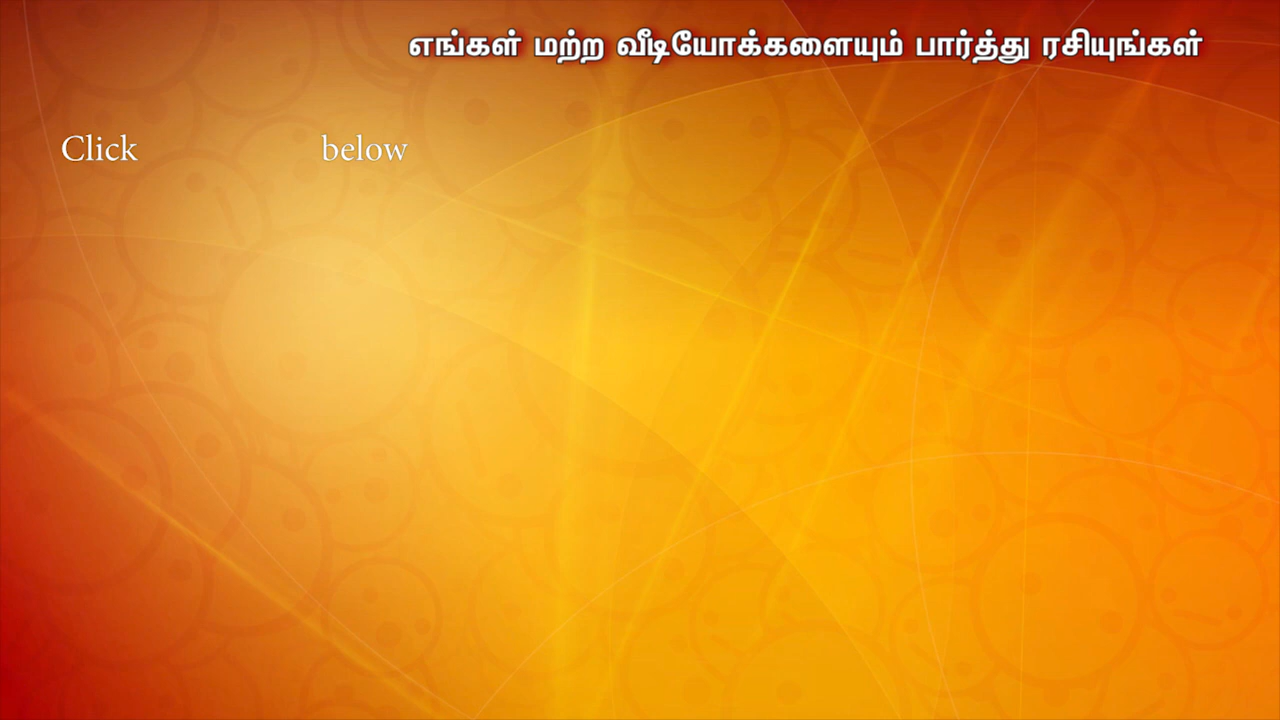 எங்கள் மற்ற வீடியோக்களையும் பார்த்து ரசியுங்கள்
Click below